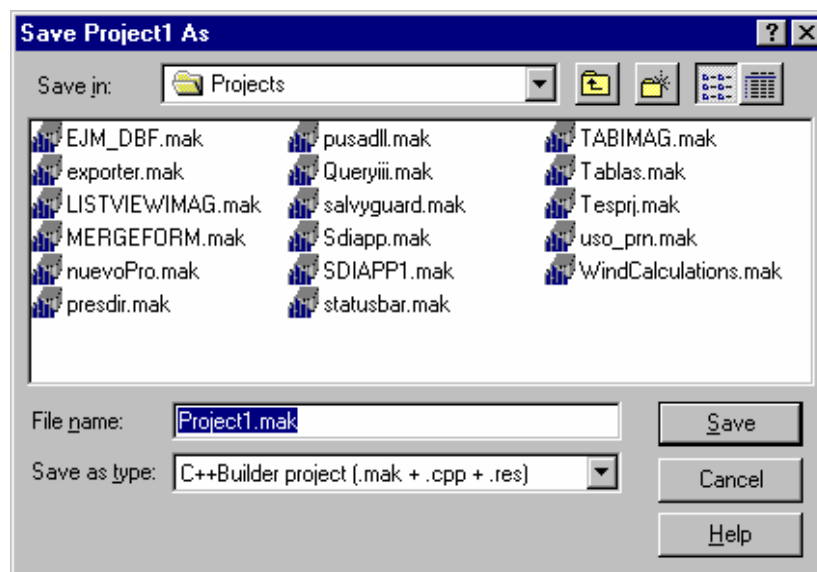 Save Project1 As
Save in: Projects
EJM_DBF.mak pusadll.mak TABIMAG.mak
exporter.mak Queryiii.mak Tablas.mak
LISTVIEWIMAG.mak salvyguard.mak Tesprj.mak
MERGEFORM.mak Sdiapp.mak uso_prn.mak
nuevoPro.mak SDIAPP1.mak WindCalculations.mak
presdir.mak statusbar.mak
File name: Project1.mak Save
Save as type: C++Builder project (.mak + .cpp + .res) Cancel
Help